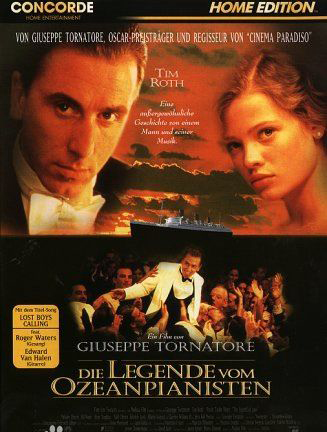 CONCORDE
HOME ENTERTAINMENT
HOME EDITION
VON GIUSEPPE TORNATORE, OSCAR-PREISTRÄGER UND REGISSEUR VON "CINEMA PARADISO"
TIM
ROTH
Eine
außergewöhnliche
Geschichte von einem
Mann und seiner
Musik.
Mit dem Titel-Song
LOST BOYS
CALLING
feat.
Roger Waters
(Gesang)
Edward
Van Halen
(Gitarre)
Ein Film von
GIUSEPPE TORNATORE
DIE LEGENDE VOM
OZEANPIANISTEN